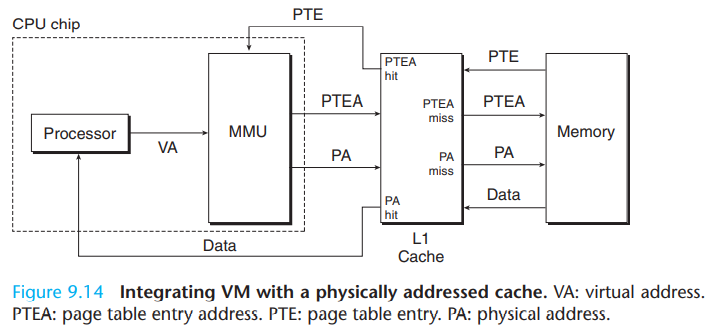 CPU chip
PTE
PTEA
hit
PTE
PTEA
PTEA
miss
PTEA
Processor
VA
MMU
Memory
PA
PA
miss
PA
PA
hit
Data
Data
L1
Cache
Figure 9.14 Integrating VM with a physically addressed cache. VA: virtual address.
PTEA: page table entry address. PTE: page table entry. PA: physical address.